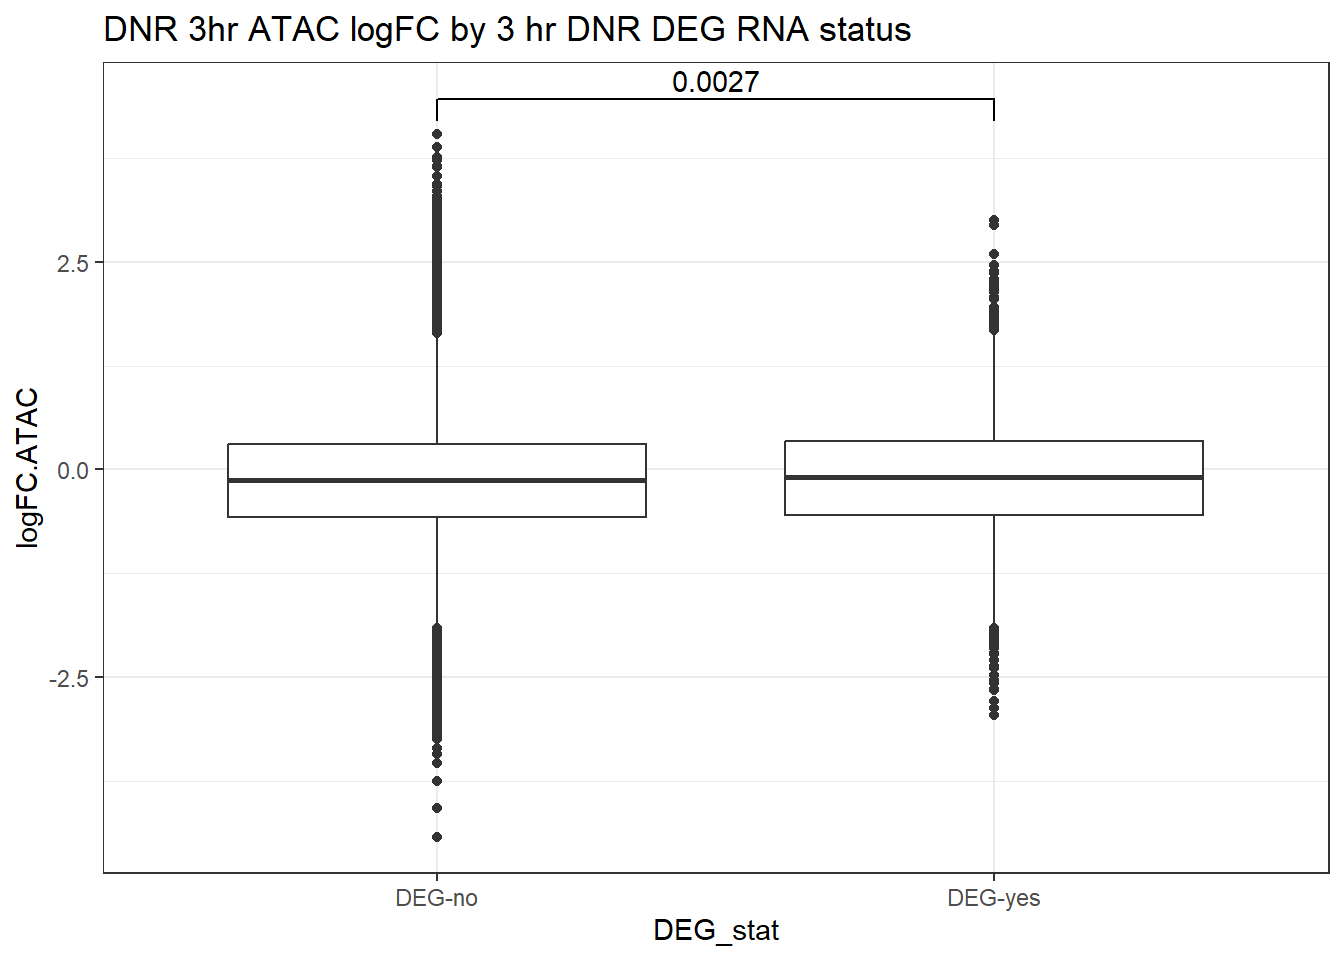 DNR 3hr ATAC logFC by 3 hr DNR DEG RNA status
0.0027
2.5
0.0
-2.5
logFC.ATAC
DEG-no
DEG-yes
DEG_stat